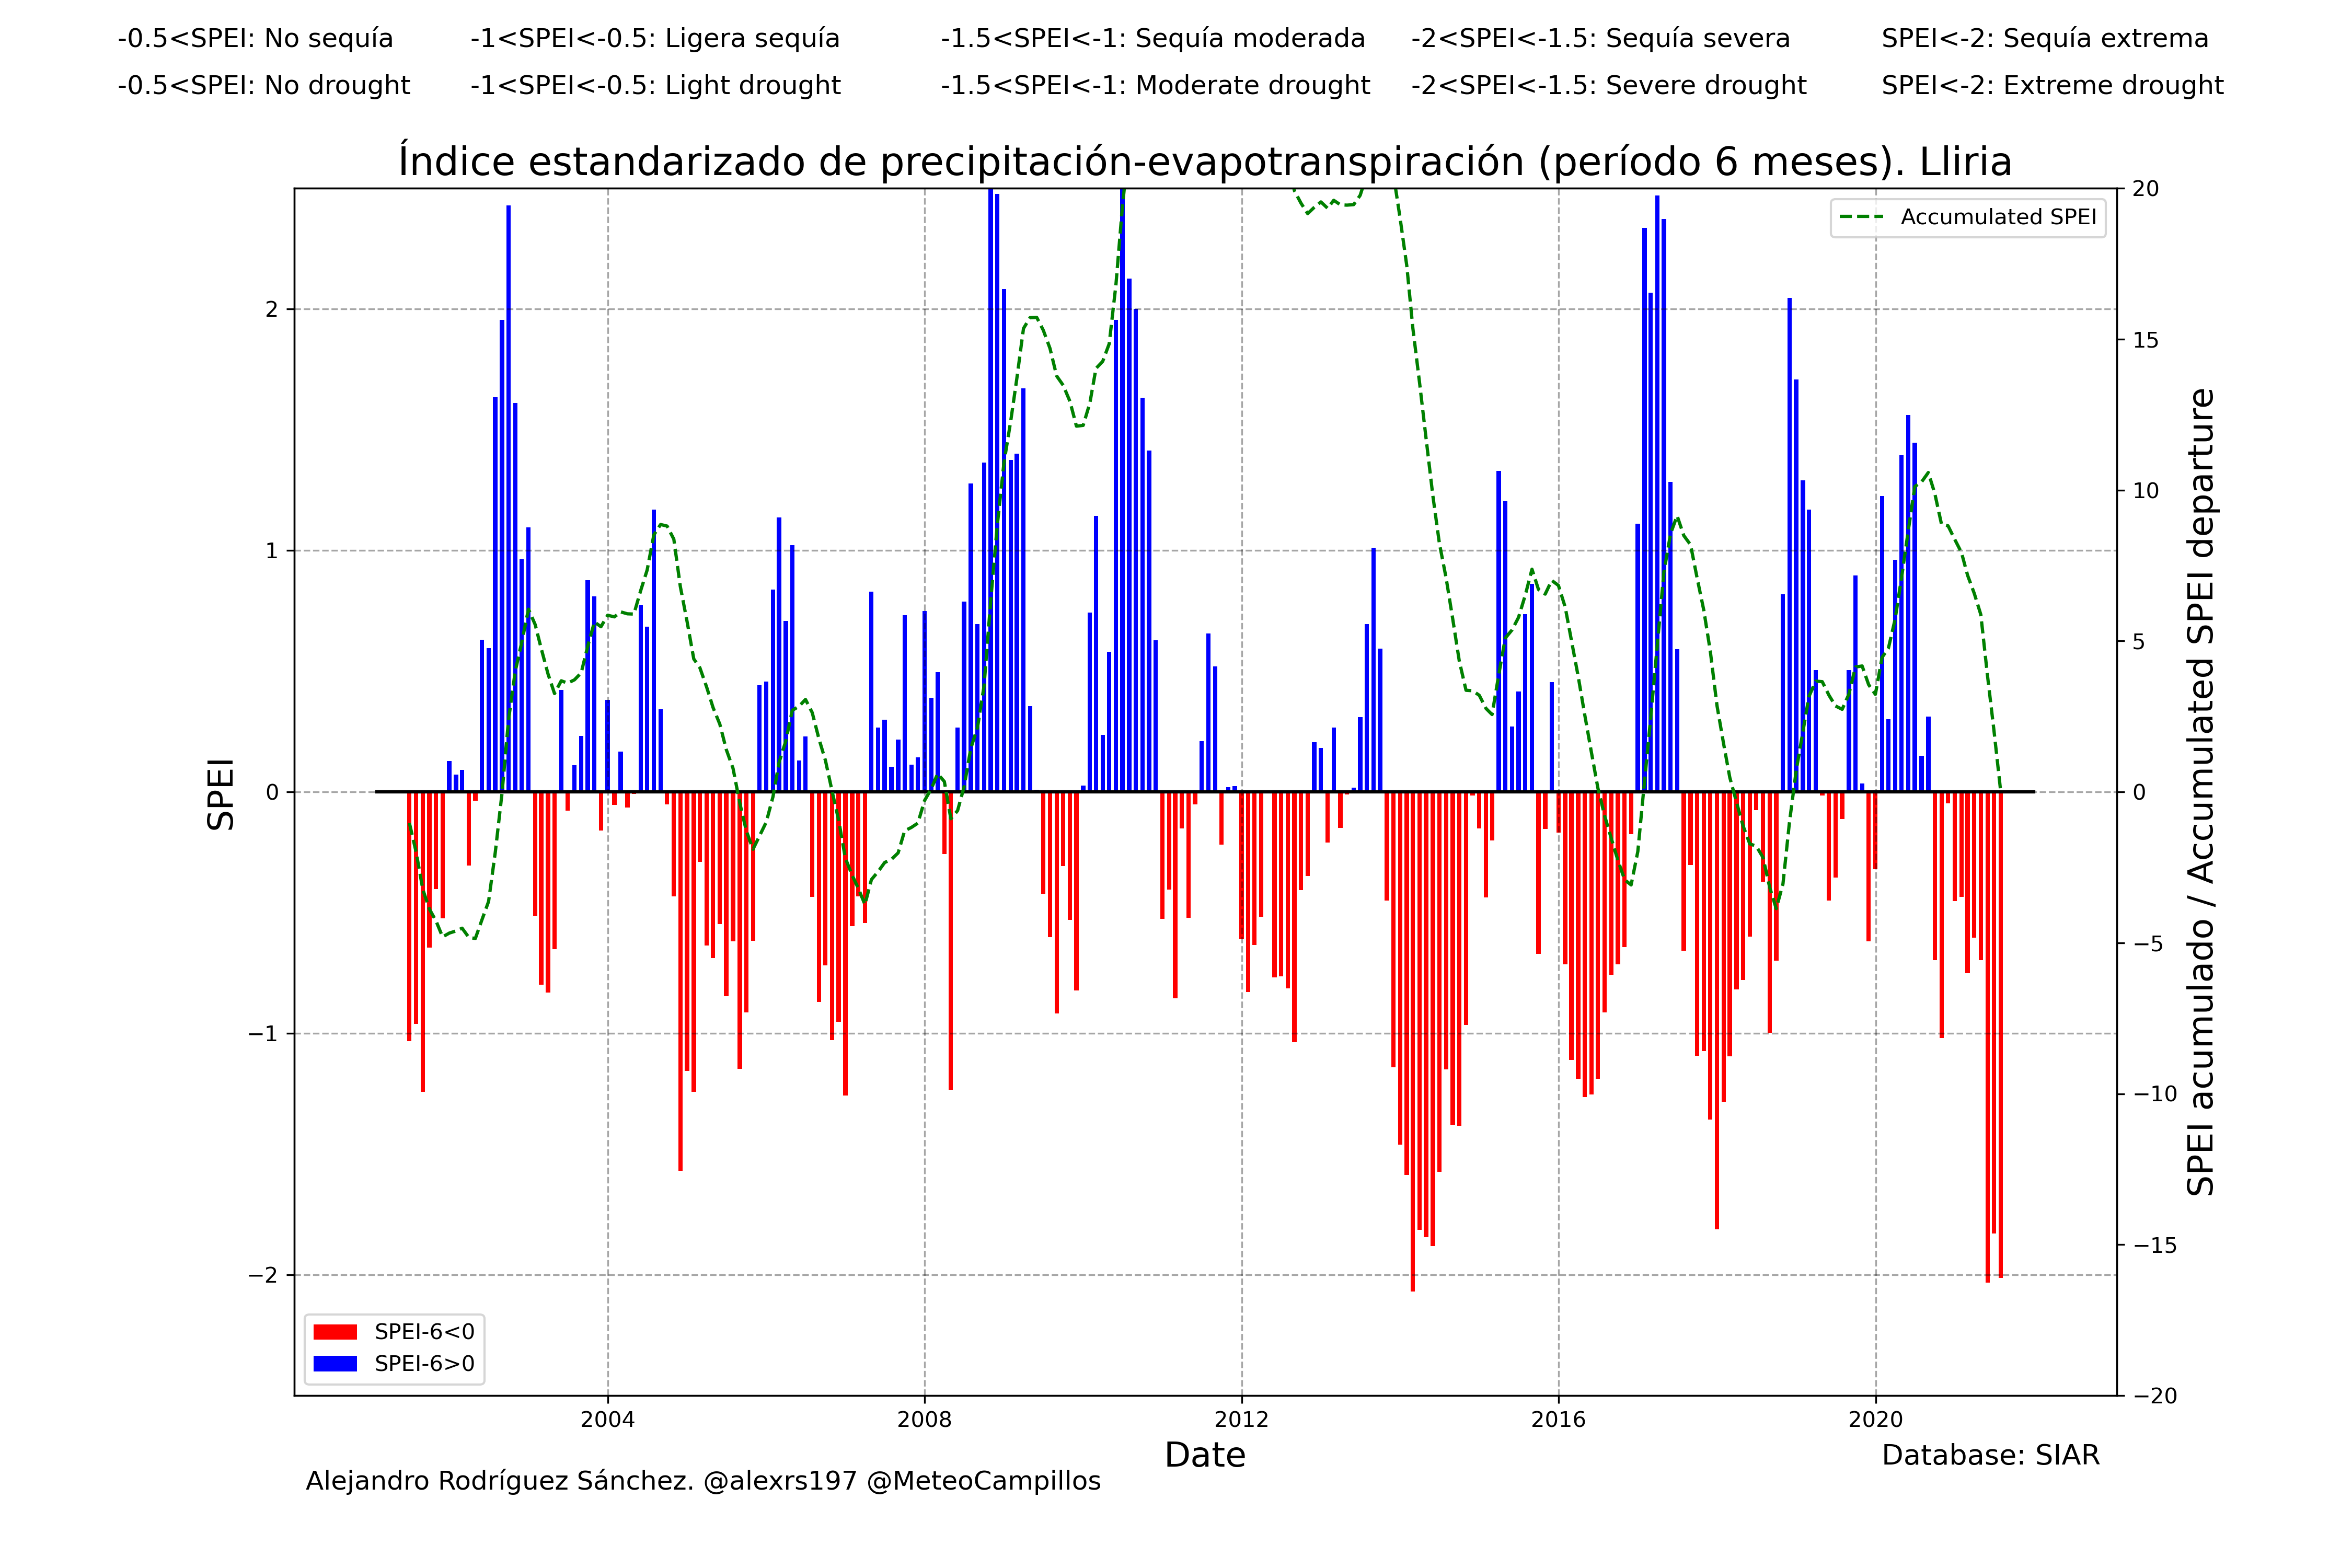 -0.5<SPEI: No sequía -1<SPEI<-0.5: Ligera sequía -1.5<SPEI<-1: Sequía moderada -2<SPEI<-1.5: Sequía severa SPEI<-2: Sequía extrema
-0.5<SPEI: No drought -1<SPEI<-0.5: Light drought -1.5<SPEI<-1: Moderate drought -2<SPEI<-1.5: Severe drought SPEI<-2: Extreme drought
Índice estandarizado de precipitación-evapotranspiración (período 6 meses). Lliria
Accumulated SPEI
SPEI
2
1
0
−1
−2
20
15
10
5
0
−5
−10
−15
−20
SPEI acumulado / Accumulated SPEI departure
SPEI-6<0
SPEI-6>0
2004 2008 2012 2016 2020
Date
Database: SIAR
Alejandro Rodríguez Sánchez. @alexrs197 @MeteoCampillos